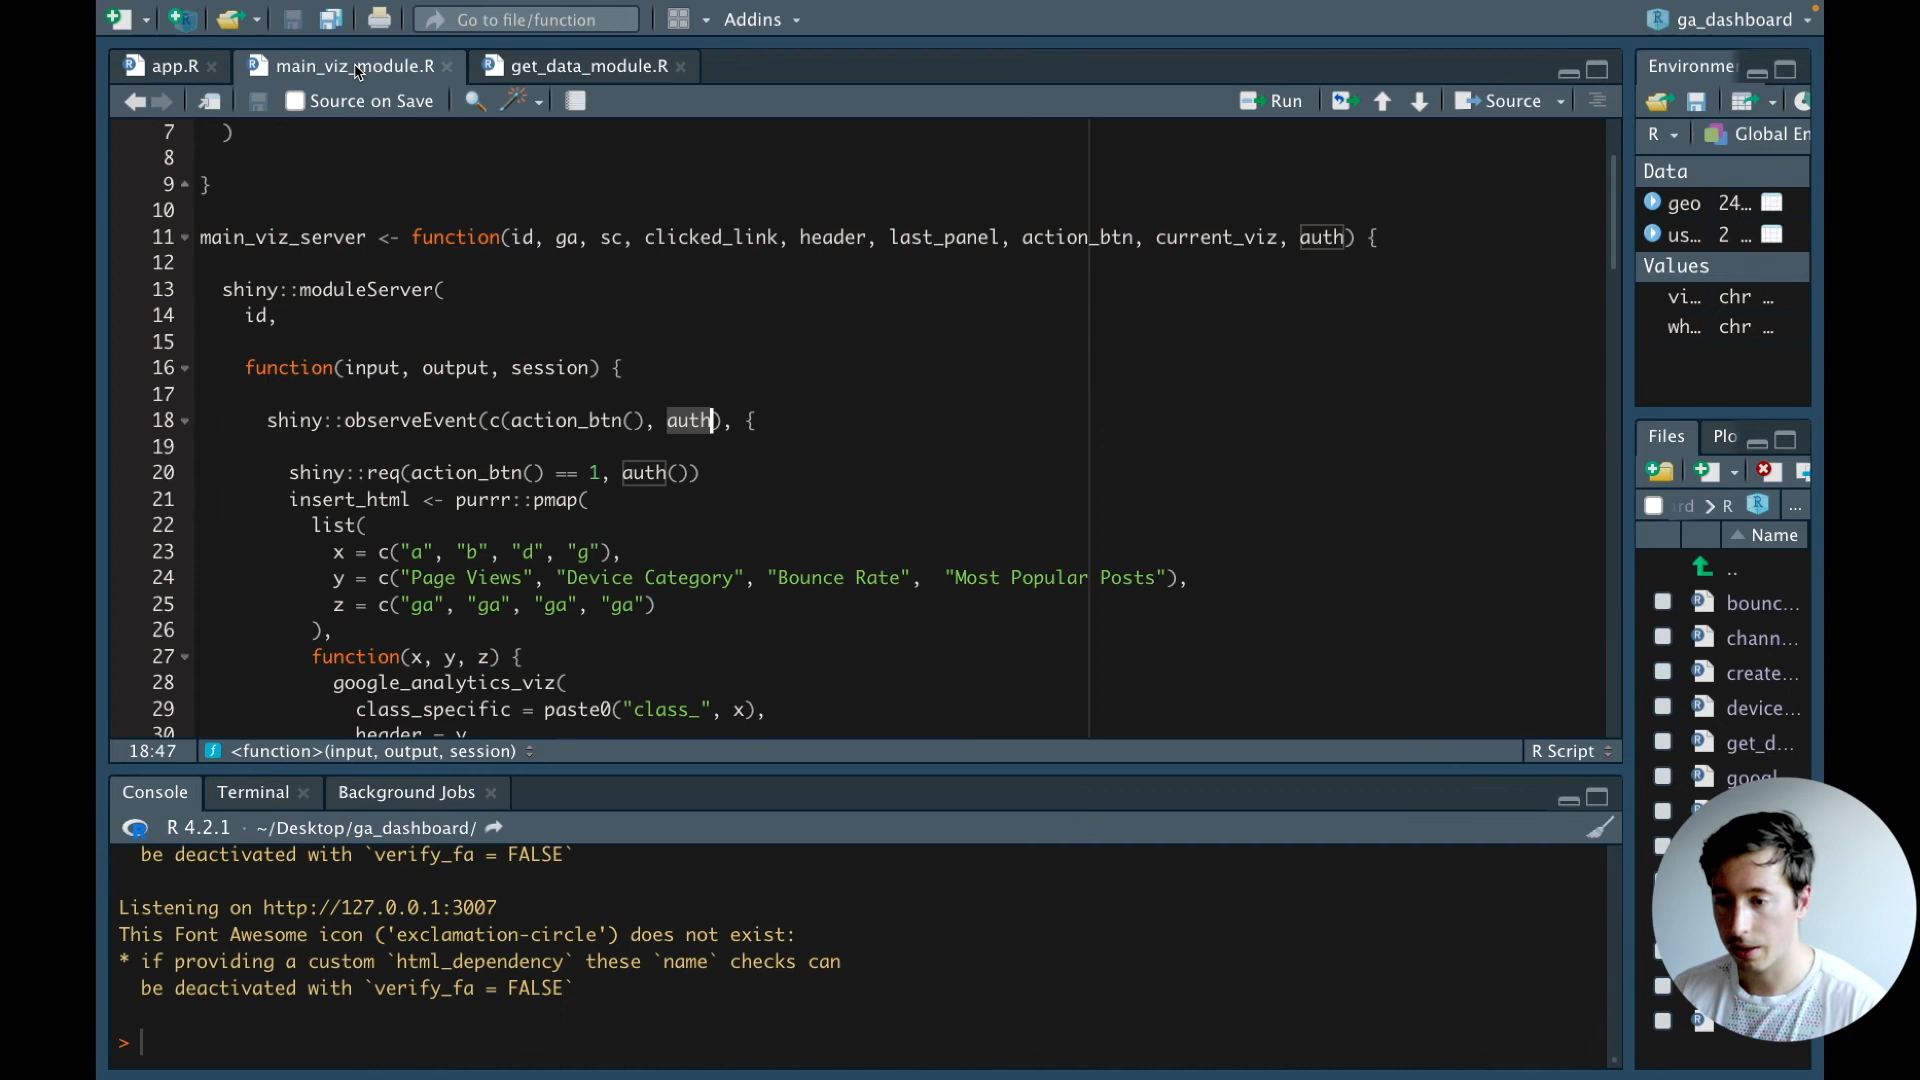 Go to file/function
Addins
ga_dashboard
app.R
main_viz_module.R
get_data_module.R
Source on Save
Run
Source
7 )
8
9 }
10
11 main_viz_server <- function(id, ga, sc, clicked_link, header, last_panel, action_btn, current_viz, auth) {
12
13 shiny::moduleServer(
14 id,
15
16 function(input, output, session) {
17
18 shiny::observeEvent(c(action_btn(), auth), {
19
20 shiny::req(action_btn() == 1, auth())
21 insert_html <- purrr::pmap(
22 list(
23 x = c("a", "b", "d", "g"),
24 y = c("Page Views", "Device Category", "Bounce Rate",  "Most Popular Posts"),
25 z = c("ga", "ga", "ga", "ga")
26 ),
27 function(x, y, z) {
28 google_analytics_viz(
29 class_specific = paste0("class_", x),
30 header = y
18:47
<function>(input, output, session)
R Script
Console
Terminal
Background Jobs
R 4.2.1 · ~/Desktop/ga_dashboard/
be deactivated with `verify_fa = FALSE`
Listening on http://127.0.0.1:3007
This Font Awesome icon ('exclamation-circle') does not exist:
* if providing a custom `html_dependency` these `name` checks can
be deactivated with `verify_fa = FALSE`
>
Environme
R
Global En
Data
geo 24...
us... 2 ...
Values
vi... chr ...
wh... chr ...
Files
Plo
rd > R ...
Name
..
bounc...
chann...
create...
device...
get_d...
googl